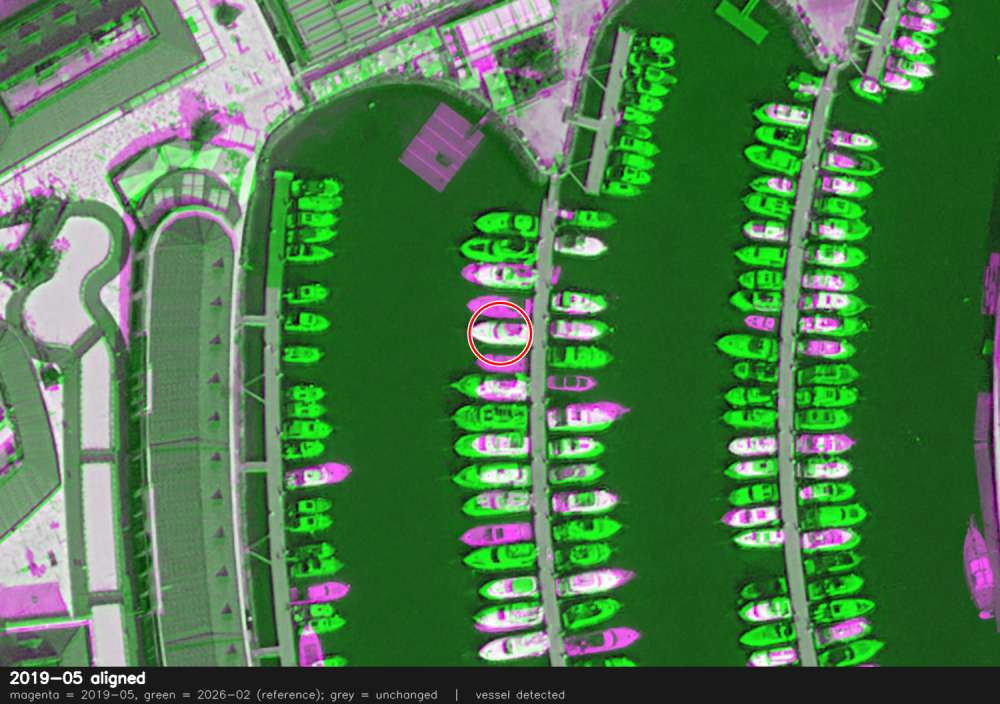 2019-05 aligned
magenta = 2019-05, green = 2026-02 (reference); grey = unchanged | vessel detected